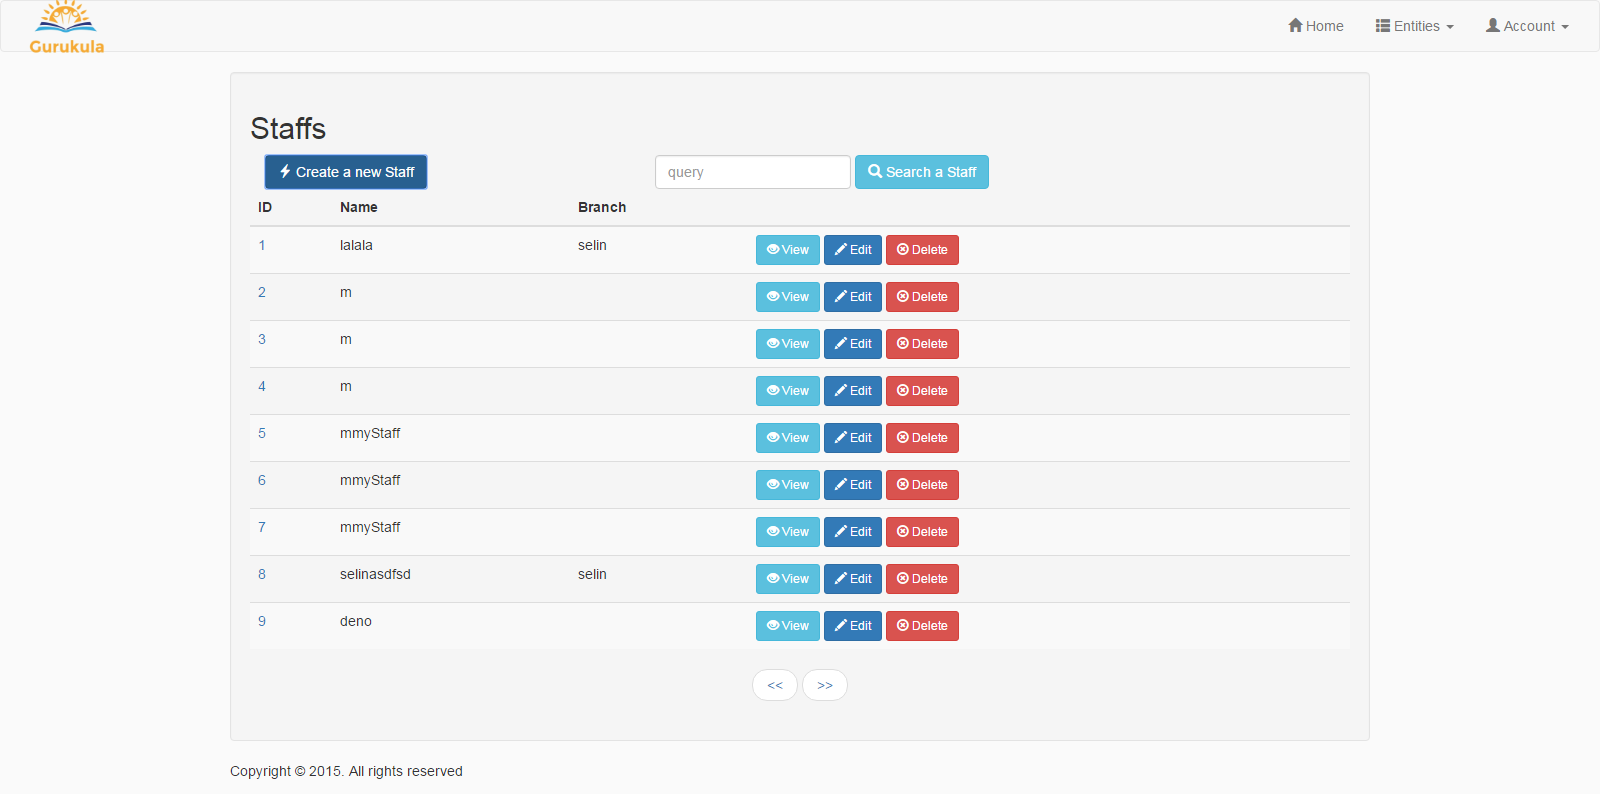 Gurukula
Home Entities Account
Staffs
Create a new Staff query Search a Staff
ID Name Branch
1 lalala selin View Edit Delete
2 m View Edit Delete
3 m View Edit Delete
4 m View Edit Delete
5 mmyStaff View Edit Delete
6 mmyStaff View Edit Delete
7 mmyStaff View Edit Delete
8 selinasdfsd selin View Edit Delete
9 deno View Edit Delete
<< >>
Copyright © 2015. All rights reserved